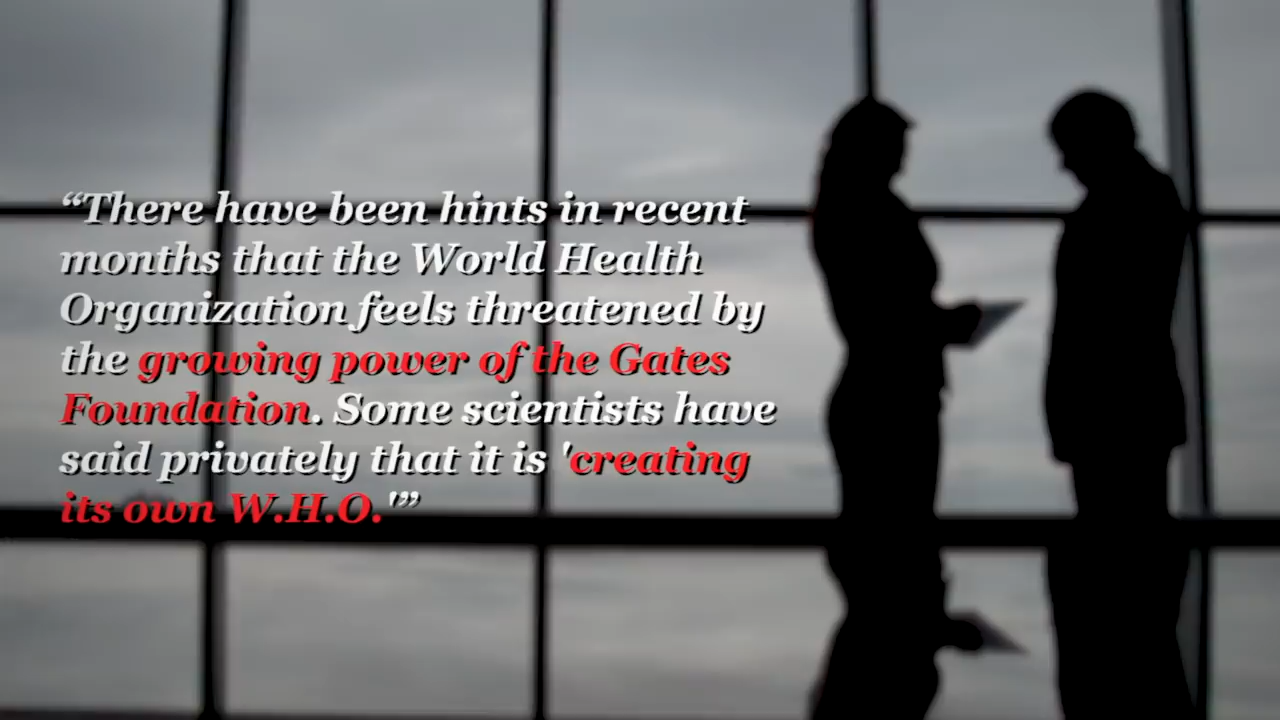 “There have been hints in recent
months that the World Health
Organization feels threatened by
the growing power of the Gates
Foundation. Some scientists have
said privately that it is 'creating
its own W.H.O.'”